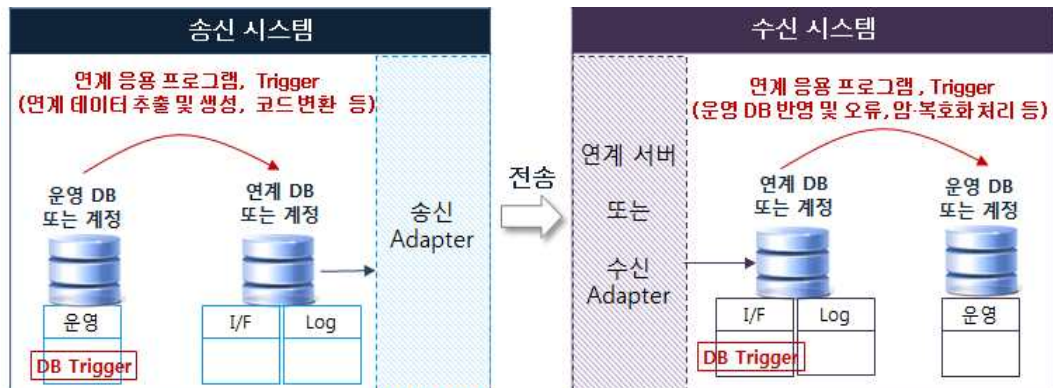 송신 시스템
연계 응용 프로그램, Trigger
(연계 데이터 추출 및 생성, 코드변환 등)
운영 DB
또는 계정
연계 DB
또는 계정
송신
Adapter
운영
DB Trigger
I/F
Log
전송
수신 시스템
연계 응용 프로그램, Trigger
(운영 DB 반영 및 오류, 암·복호화 처리 등)
연계 서버
또는
수신
Adapter
연계 DB
또는 계정
운영 DB
또는 계정
I/F
Log
DB Trigger
운영